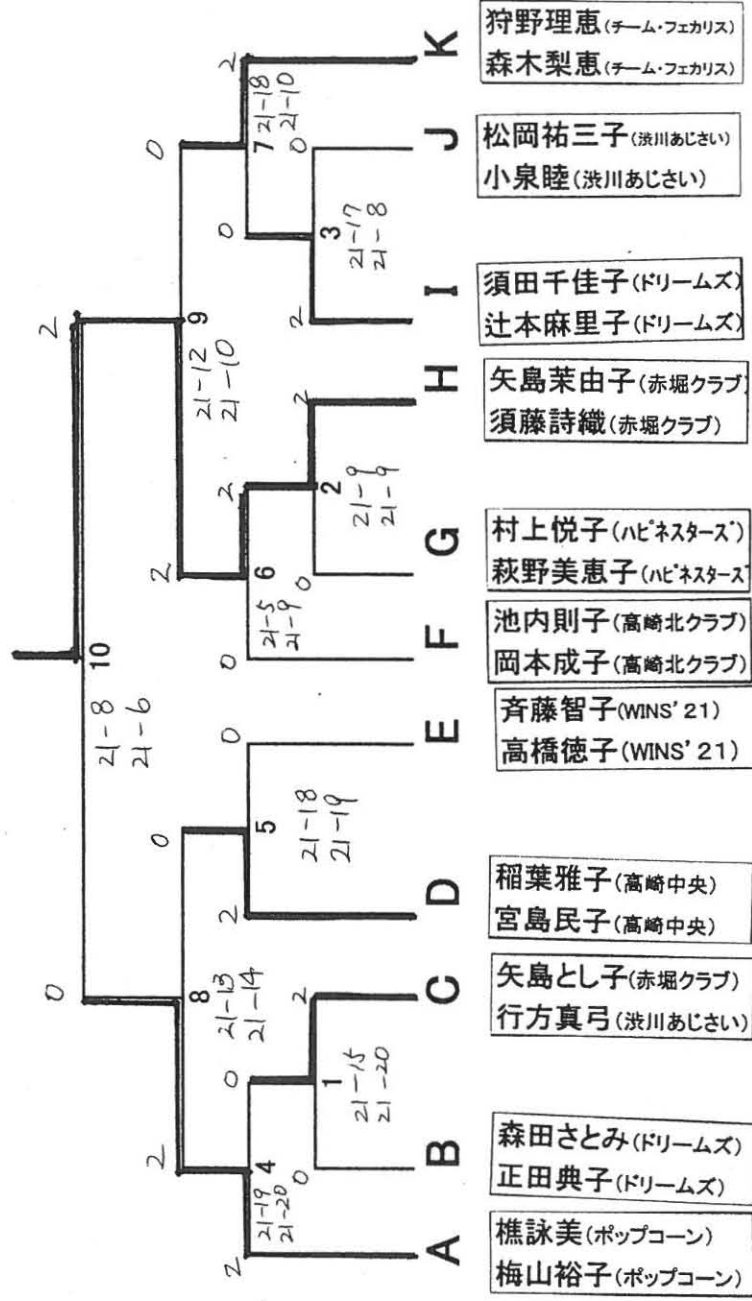 狩野理恵(チーム・フェカリス)
森木梨恵(チーム・フェカリス)
K
松岡祐三子(渋川あじさい)
小泉睦(渋川あじさい)
J
須田千佳子(ドリームズ)
辻本麻里子(ドリームズ)
I
矢島茉由子(赤堀クラブ)
須藤詩織(赤堀クラブ)
H
村上悦子(ハピネスターズ)
萩野美恵子(ハピネスターズ
G
池内則子(高崎北クラブ)
岡本成子(高崎北クラブ)
F
斉藤智子(WINS'21)
高橋徳子(WINS'21)
E
稲葉雅子(高崎中央)
宮島民子(高崎中央)
D
矢島とし子(赤堀クラブ)
行方真弓(渋川あじさい)
C
森田さとみ(ドリームズ)
正田典子(ドリームズ)
B
樵詠美(ポップコーン)
梅山裕子(ポップコーン)
A
2
0
7
21-18
21-10
0
0
3
21-17
21-8
2
2
9
21-12
21-10
2
2
2
2
21-9
21-9
0
6
21-5
21-9
0
10
21-8
21-6
0
0
5
21-18
21-19
2
0
8
21-13
21-14
2
0
1
21-15
21-20
2
0
4
21-19
21-20
2